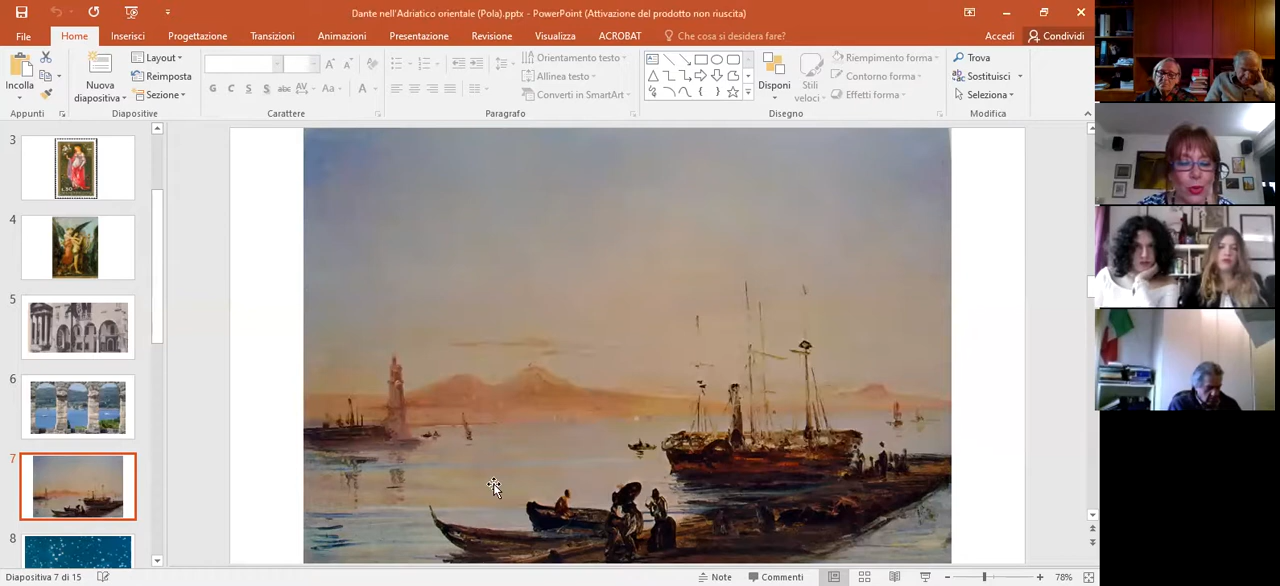 Dante nell'Adriatico orientale (Pola).pptx - PowerPoint (Attivazione del prodotto non riuscita)
File Home Inserisci Progettazione Transizioni Animazioni Presentazione Revisione Visualizza ACROBAT Che cosa si desidera fare? Accedi Condividi
Incolla
Nuova
diapositiva
Layout
Reimposta
Sezione
G C S S abc AV Aa A
Orientamento testo
Allinea testo
Converti in SmartArt
Disponi
Stili
veloci
Riempimento forma
Contorno forma
Effetti forma
Trova
Sostituisci
Seleziona
Appunti Diapositive Carattere Paragrafo Disegno Modifica
3
4
5
6
7
8
Diapositiva 7 di 15 Note Commenti 78%